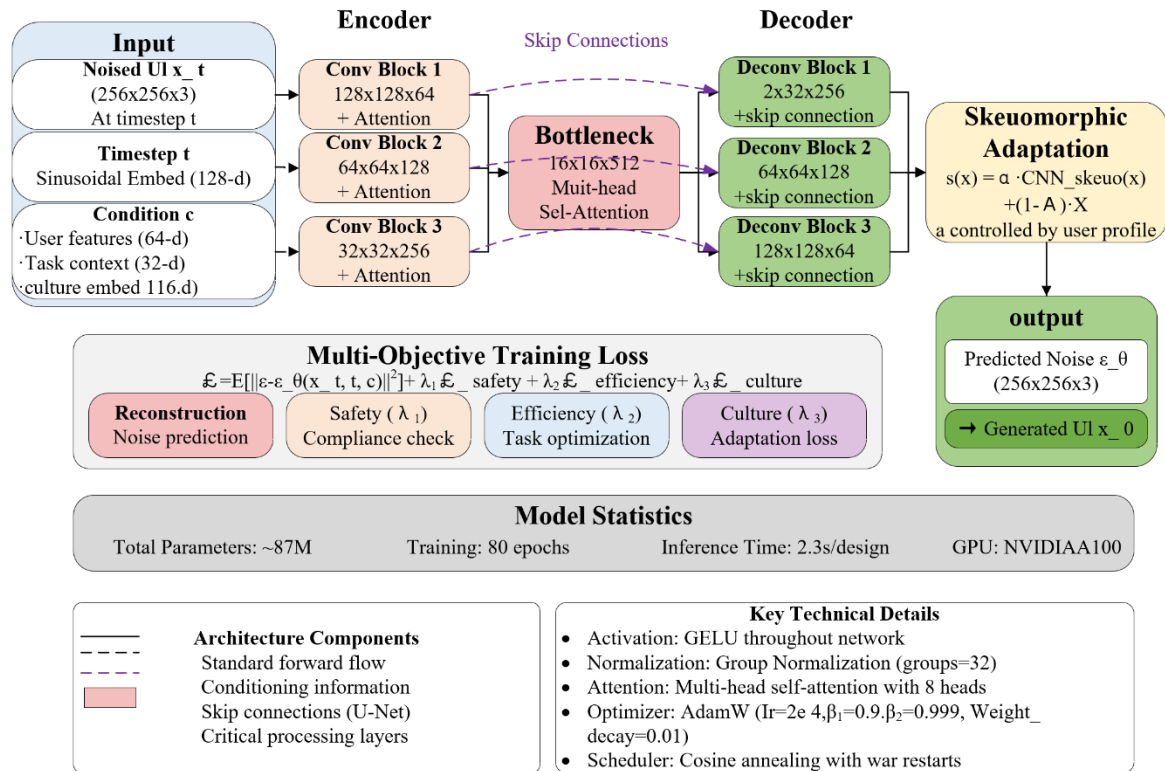 Input
Noised Ul x_ t
(256x256x3)
At timestep t
Timestep t
Sinusoidal Embed (128-d)
Condition c
·User features (64-d)
·Task context (32-d)
·culture embed 116.d)
Encoder
Conv Block 1
128x128x64
+ Attention
Conv Block 2
64x64x128
+ Attention
Conv Block 3
32x32x256
+ Attention
Skip Connections
Bottleneck
16x16x512
Muit-head
Sel-Attention
Decoder
Deconv Block 1
2x32x256
+skip connection
Deconv Block 2
64x64x128
+skip connection
Deconv Block 3
128x128x64
+skip connection
Skeuomorphic
Adaptation
s(x) = α ·CNN_skeuo(x)
+(1- A)·X
a controlled by user profile
output
Predicted Noise ε_θ
(256x256x3)
→ Generated Ul x_ 0
Multi-Objective Training Loss
£=E[||ε-ε_θ(x_ t, t, c)||²]+ λ₁£_ safety + λ₂£_ efficiency+ λ₃£_ culture
Reconstruction
Noise prediction
Safety ( λ ₁)
Compliance check
Efficiency ( λ ₂)
Task optimization
Culture ( λ ₃)
Adaptation loss
Model Statistics
Total Parameters: ~87M
Training: 80 epochs
Inference Time: 2.3s/design
GPU: NVIDIAA100
Architecture Components
Standard forward flow
Conditioning information
Skip connections (U-Net)
Critical processing layers
Key Technical Details
• Activation: GELU throughout network
• Normalization: Group Normalization (groups=32)
• Attention: Multi-head self-attention with 8 heads
• Optimizer: AdamW (Ir=2e 4,β₁=0.9.β₂=0.999, Weight_
decay=0.01)
• Scheduler: Cosine annealing with war restarts